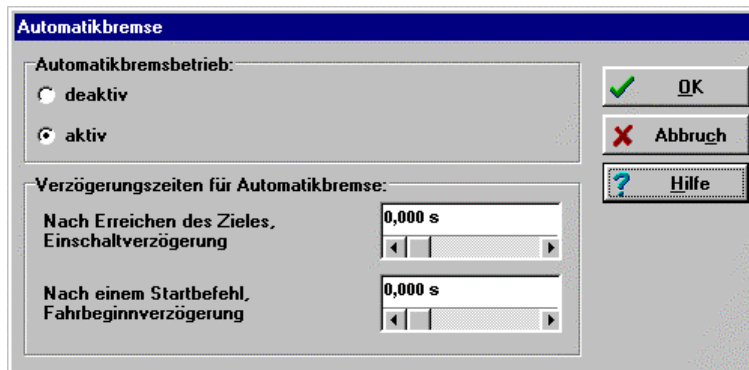 Automatikbremse
Automatikbremsbetrieb:
deaktiv
aktiv
OK
Abbruch
Hilfe
Verzögerungszeiten für Automatikbremse:
Nach Erreichen des Zieles,
Einschaltverzögerung
0,000 s
Nach einem Startbefehl,
Fahrbeginnverzögerung
0,000 s